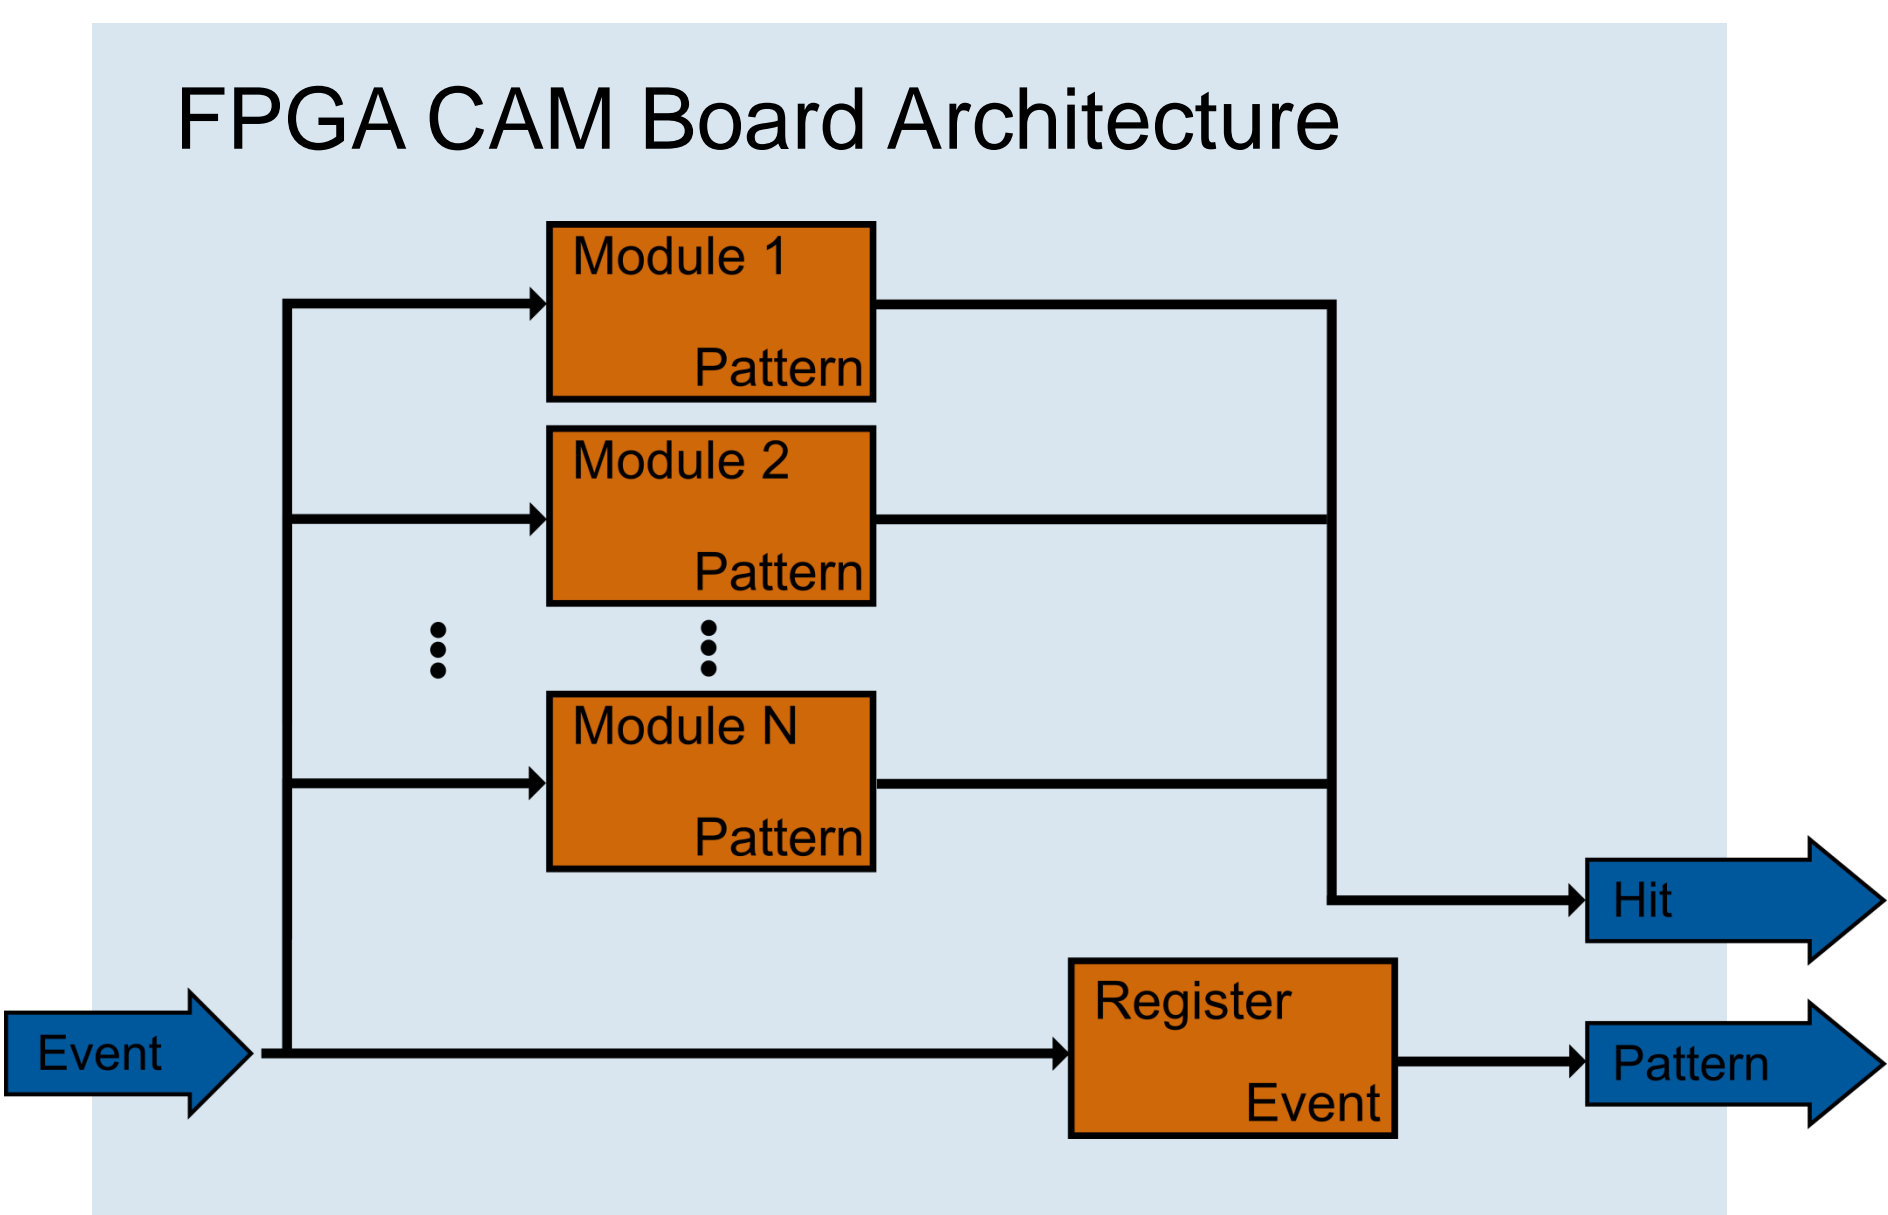 FPGA CAM Board Architecture
Module 1
Pattern
Module 2
Pattern
Module N
Pattern
Hit
Register
Event
Event
Pattern